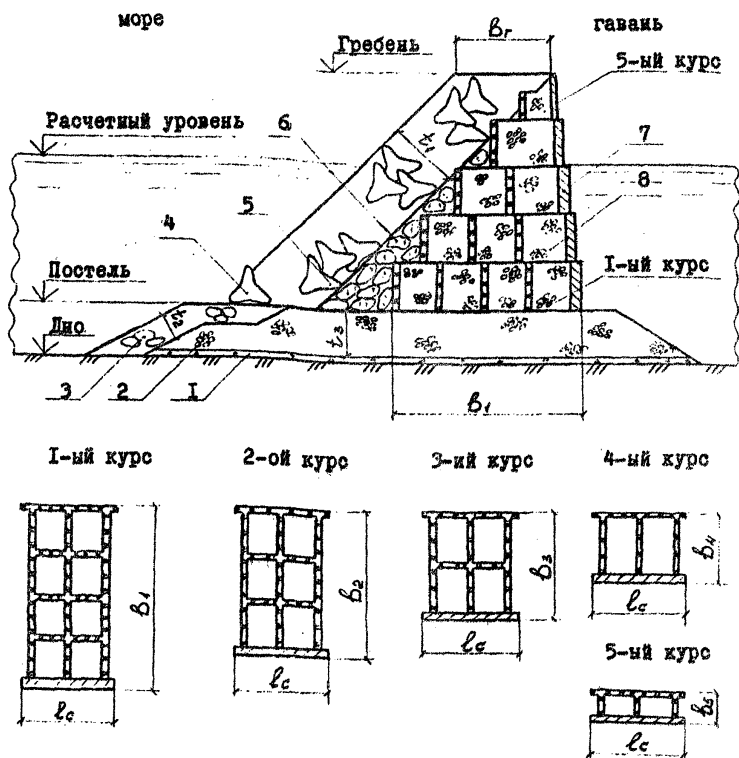 море
гавань
Гребень
Bг
5-ый курс
Расчетный уровень
6
7
t1
8
5
4
I-ый курс
Постель
t2
Дно
t3
3
2
I
B1
I-ый курс
2-ой курс
3-ий курс
4-ый курс
B1
B2
B3
B4
lc
lc
lc
lc
5-ый курс
B5
lc